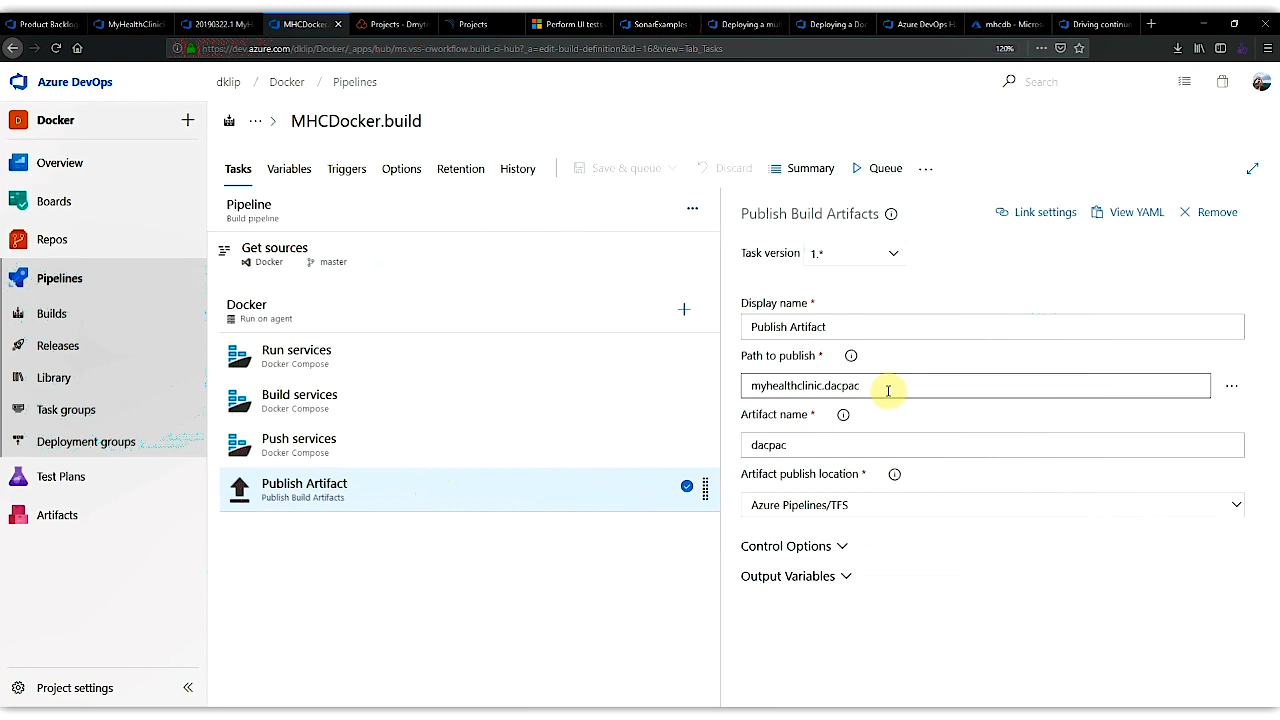 Product Backlog
MyHealthClinic
20190322.1 MyH
MHCDocker
Projects - Dmyt
Projects
Perform UI tests
SonarExamples
Deploying a mul
Deploying a Doc
Azure DevOps H
mhcdb - Micros
Driving continu
https://dev.azure.com/dklip/Docker/_apps/hub/ms.vss-ciworkflow.build-ci-hub?_a=edit-build-definition&id=16&view=Tab_Tasks
120%
Azure DevOps
dklip / Docker / Pipelines
Search
D Docker
MHCDocker.build
Overview
Boards
Repos
Pipelines
Builds
Releases
Library
Task groups
Deployment groups
Test Plans
Artifacts
Project settings
Tasks Variables Triggers Options Retention History
Save & queue Discard Summary Queue
Pipeline
Build pipeline
Get sources
Docker master
Docker
Run on agent
Run services
Docker Compose
Build services
Docker Compose
Push services
Docker Compose
Publish Artifact
Publish Build Artifacts
Publish Build Artifacts
Link settings View YAML Remove
Task version 1.*
Display name *
Publish Artifact
Path to publish *
myhealthclinic.dacpac
Artifact name *
dacpac
Artifact publish location *
Azure Pipelines/TFS
Control Options
Output Variables